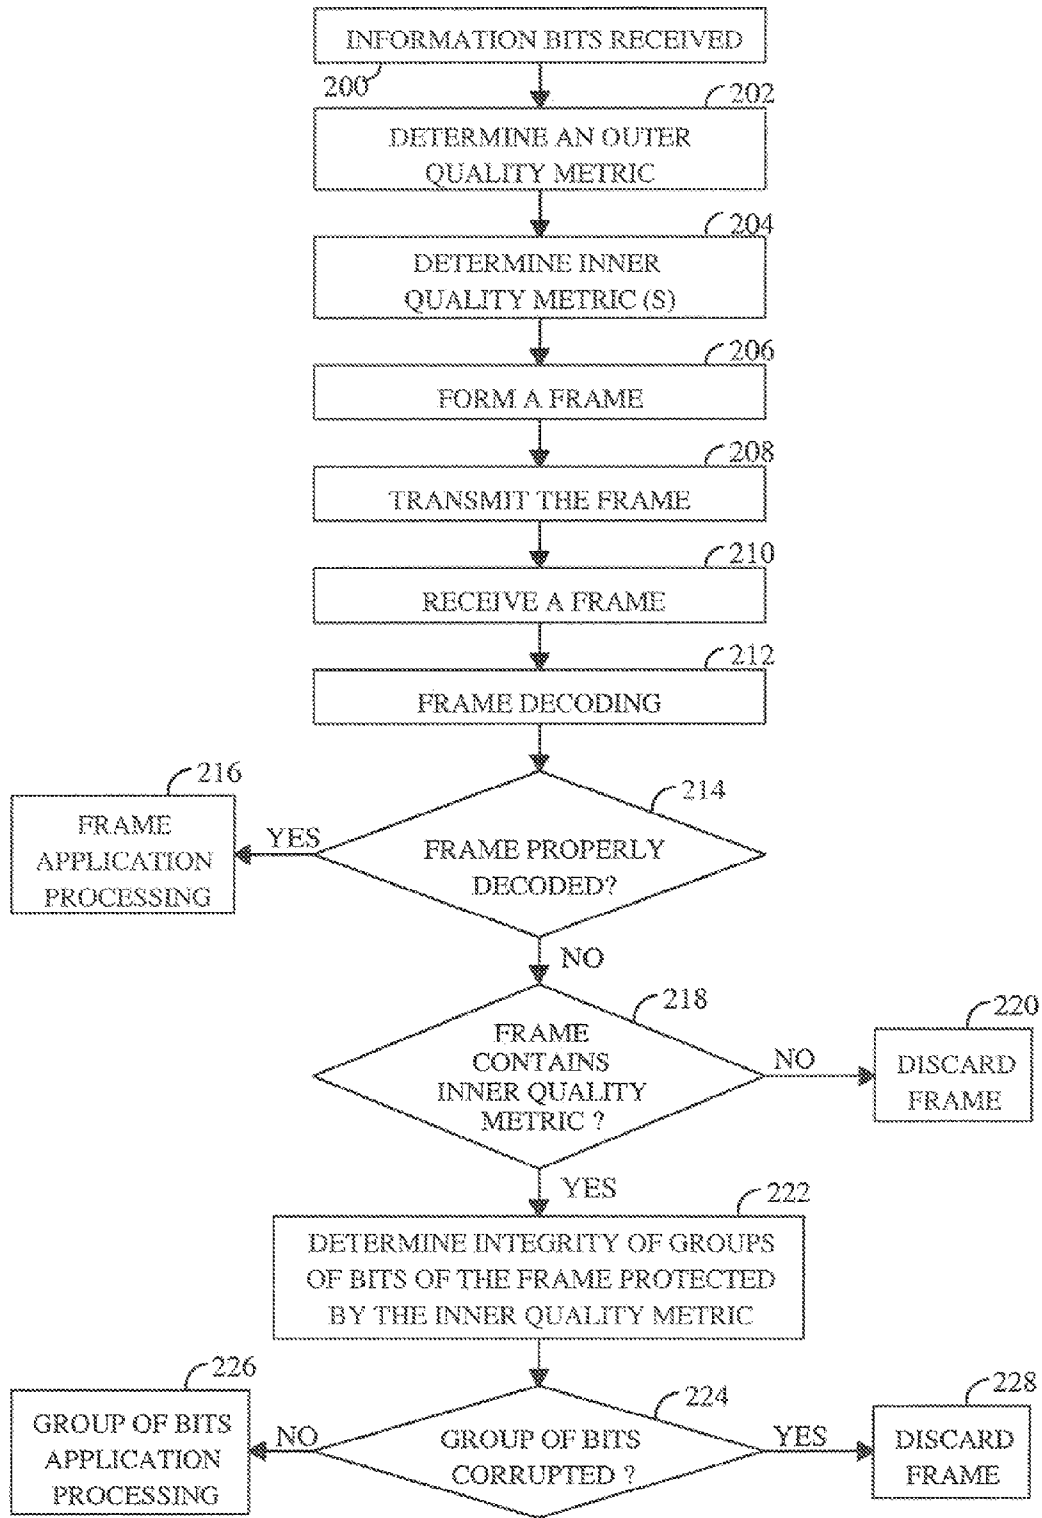 INFORMATION BITS RECEIVED
200
202
DETERMINE AN OUTER
QUALITY METRIC
204
DETERMINE INNER
QUALITY METRIC (S)
206
FORM A FRAME
208
TRANSMIT THE FRAME
210
RECEIVE A FRAME
212
FRAME DECODING
216
FRAME
APPLICATION
PROCESSING
YES
214
FRAME PROPERLY
DECODED?
NO
218
FRAME
CONTAINS
INNER QUALITY
METRIC ?
NO
220
DISCARD
FRAME
YES
222
DETERMINE INTEGRITY OF GROUPS
OF BITS OF THE FRAME PROTECTED
BY THE INNER QUALITY METRIC
226
GROUP OF BITS
APPLICATION
PROCESSING
NO
224
GROUP OF BITS
CORRUPTED ?
YES
228
DISCARD
FRAME